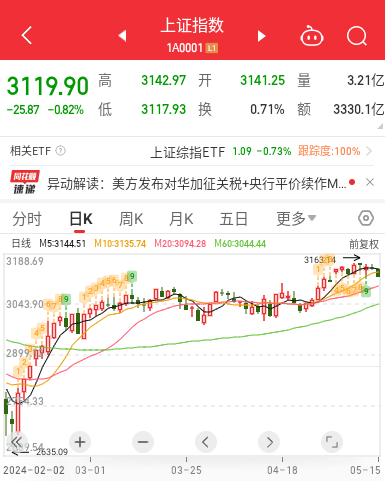 上证指数
1A0001 L1
3119.90 高 3142.97 开 3141.25 量 3.21亿
-25.87 -0.82% 低 3117.93 换 0.71% 额 3330.1亿
相关ETF ? 上证综指ETF 1.09 -0.73% 跟踪度:100%
同花顺速递 异动解读：美方发布对华加征关税+央行平价续作M...
分时 日K 周K 月K 五日 更多
日线 M5:3144.51 M10:3135.74 M20:3094.28 M60:3044.44 前复权
3188.69
3163.14
3043.90
2635.09
2024-02-02 03-01 03-25 04-18 05-15